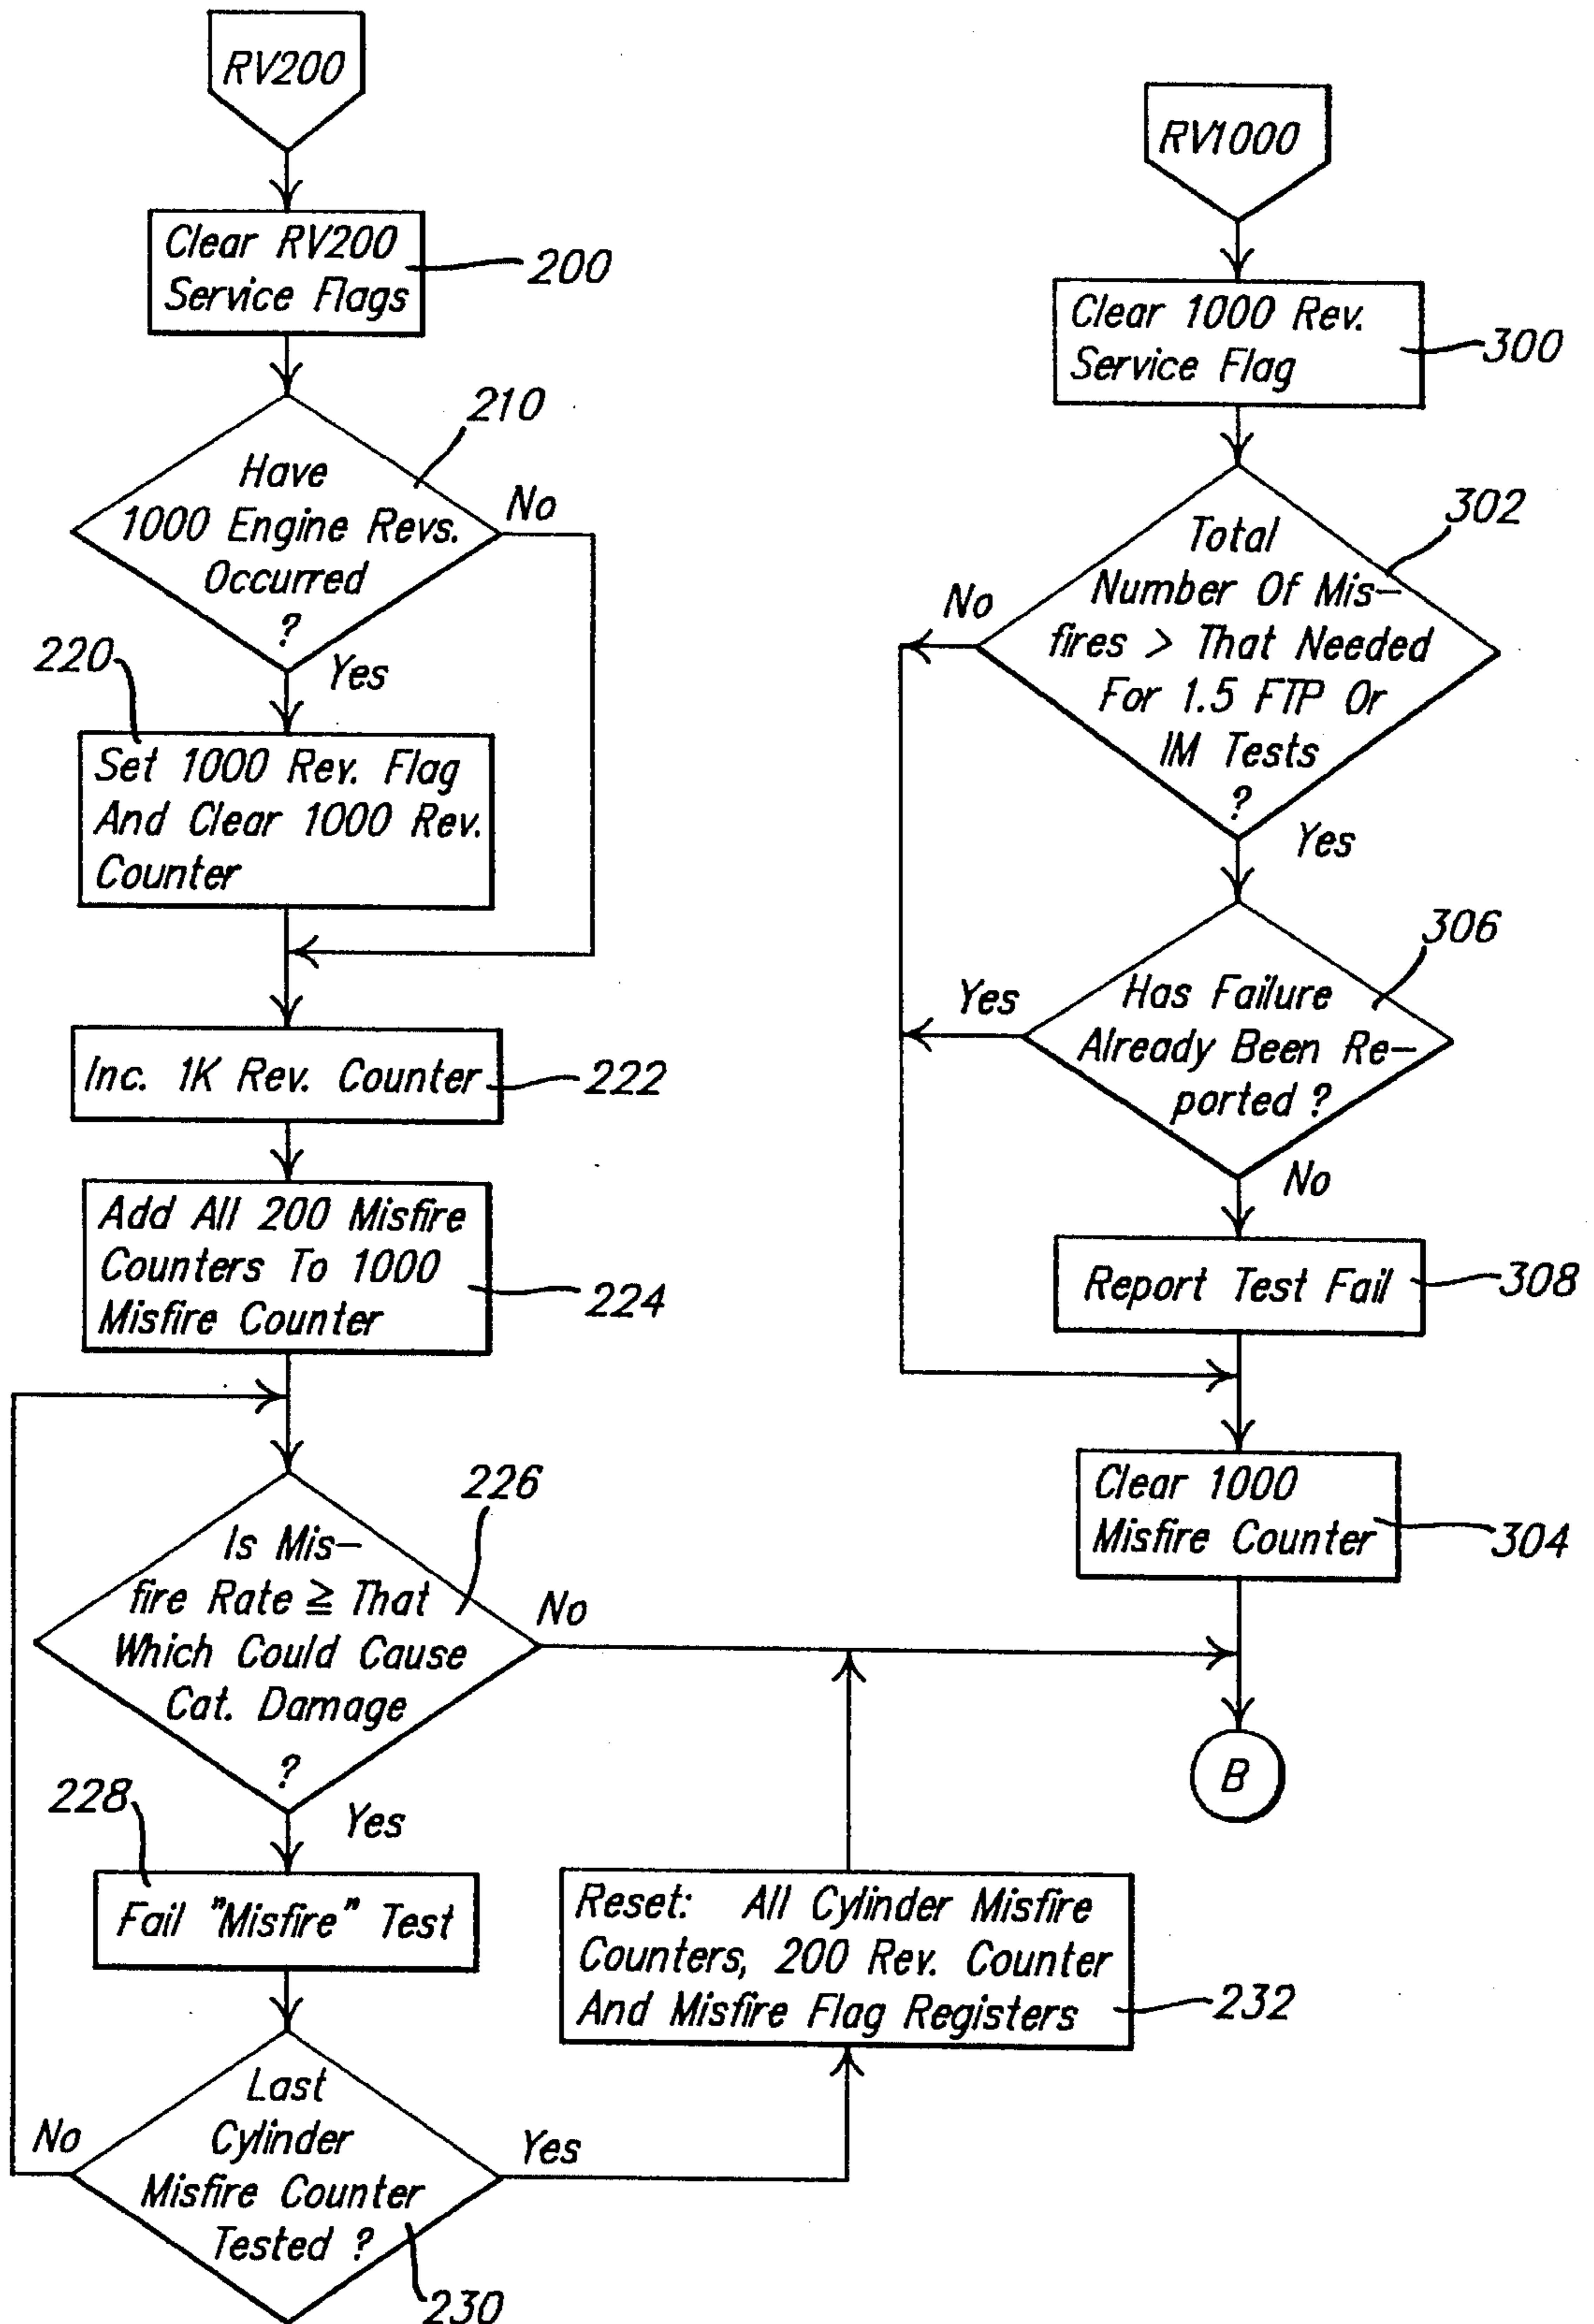 RV200
Clear RV200
Service Flags
200
210
Have
1000 Engine Revs.
Occurred
?
No
Yes
220
Set 1000 Rev. Flag
And Clear 1000 Rev.
Counter
Inc. 1K Rev. Counter
222
Add All 200 Misfire
Counters To 1000
Misfire Counter
224
226
Is Mis-
fire Rate ≧ That
Which Could Cause
Cat. Damage
?
No
Yes
228
Fail "Misfire" Test
Last
Cylinder
Misfire Counter
Tested ?
No
Yes
230
Reset: All Cylinder Misfire
Counters, 200 Rev. Counter
And Misfire Flag Registers
232
RV1000
Clear 1000 Rev.
Service Flag
300
302
Total
Number Of Mis-
fires > That Needed
For 1.5 FTP Or
IM Tests
?
No
Yes
306
Has Failure
Already Been Re-
ported ?
Yes
No
Report Test Fail
308
Clear 1000
Misfire Counter
304
B